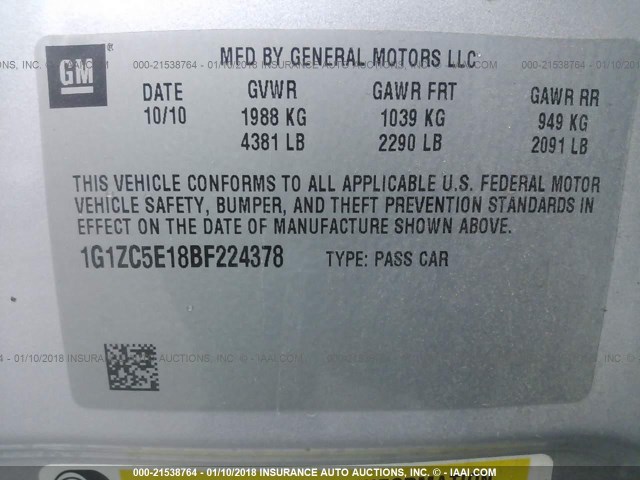 GM ®
MFD BY GENERAL MOTORS LLC
DATE GVWR GAWR FRT GAWR RR
10/10 1988 KG 1039 KG 949 KG
4381 LB 2290 LB 2091 LB
THIS VEHICLE CONFORMS TO ALL APPLICABLE U.S. FEDERAL MOTOR
VEHICLE SAFETY, BUMPER, AND THEFT PREVENTION STANDARDS IN
EFFECT ON THE DATE OF MANUFACTURE SHOWN ABOVE.
1G1ZC5E18BF224378 TYPE: PASS CAR
000-21538764 - 01/10/2018 INSURANCE AUTO AUCTIONS, INC. © - IAAI.COM